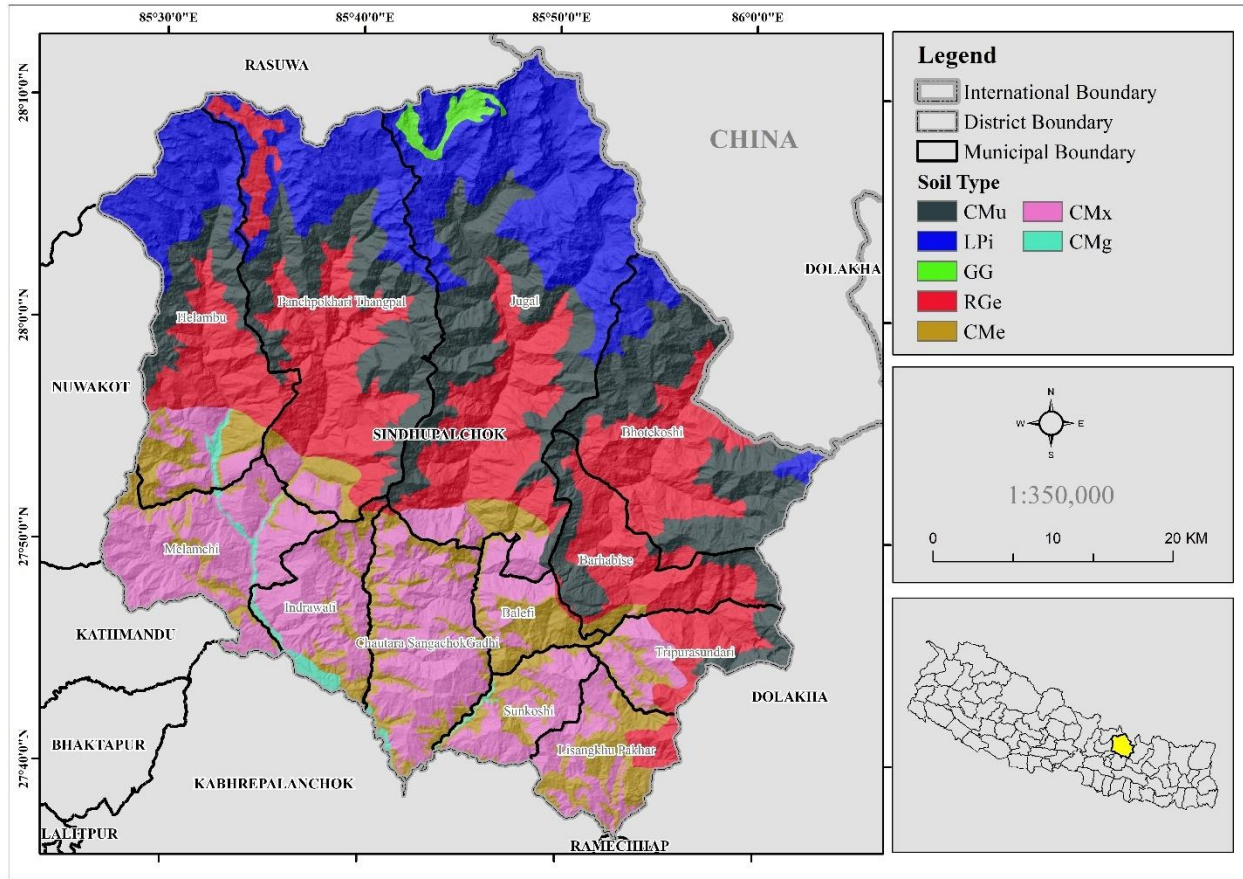 85°30'0"E 85°40'0"E 85°50'0"E 86°0'0"E
28°10'0"N
28°0'0"N
27°50'0"N
27°40'0"N
RASUWA
CHINA
DOLAKHA
Helambu
Panchpokhari Thangpal
Jugal
NUWAKOT
SINDHUPALCHOK
Bhotekoshi
Melamchi
Barhabise
Indrawati
Balefi
KATHMANDU
Chautara SangachokGadhi
Tripurasundari
DOLAKHA
Sunkoshi
Lisangkhu Pakhar
BHAKTAPUR
KABHREPALANCHOK
LALITPUR
RAMECHHAP
Legend
International Boundary
District Boundary
Municipal Boundary
Soil Type
CMu CMx
LPi CMg
GG
RGe
CMe
N
W E
S
1:350,000
0 10 20 KM